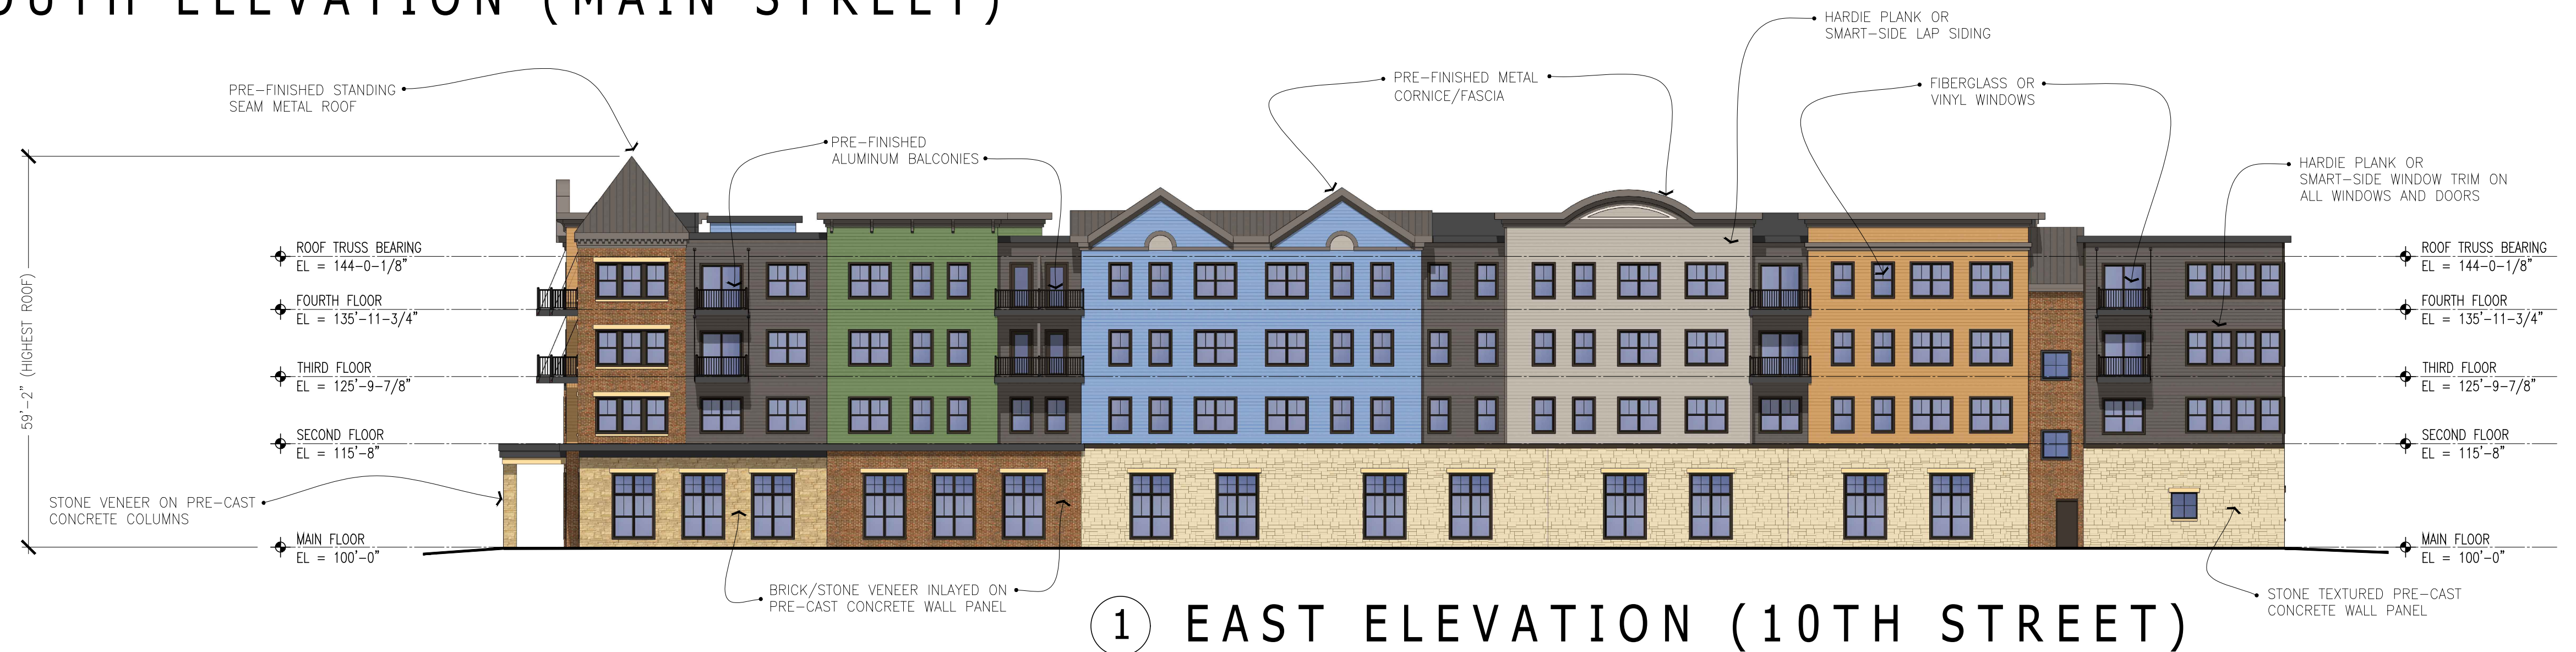 OUTH ELEVATION (MAIN STREET)
HARDIE PLANK OR
SMART-SIDE LAP SIDING
PRE-FINISHED STANDING
SEAM METAL ROOF
PRE-FINISHED METAL
CORNICE/FASCIA
FIBERGLASS OR
VINYL WINDOWS
PRE-FINISHED
ALUMINUM BALCONIES
HARDIE PLANK OR
SMART-SIDE WINDOW TRIM ON
ALL WINDOWS AND DOORS
59'-2" (HIGHEST ROOF)
ROOF TRUSS BEARING
EL = 144-0-1/8"
FOURTH FLOOR
EL = 135'-11-3/4"
THIRD FLOOR
EL = 125'-9-7/8"
SECOND FLOOR
EL = 115'-8"
STONE VENEER ON PRE-CAST
CONCRETE COLUMNS
MAIN FLOOR
EL = 100'-0"
ROOF TRUSS BEARING
EL = 144-0-1/8"
FOURTH FLOOR
EL = 135'-11-3/4"
THIRD FLOOR
EL = 125'-9-7/8"
SECOND FLOOR
EL = 115'-8"
MAIN FLOOR
EL = 100'-0"
BRICK/STONE VENEER INLAYED ON
PRE-CAST CONCRETE WALL PANEL
STONE TEXTURED PRE-CAST
CONCRETE WALL PANEL
1 EAST ELEVATION (10TH STREET)